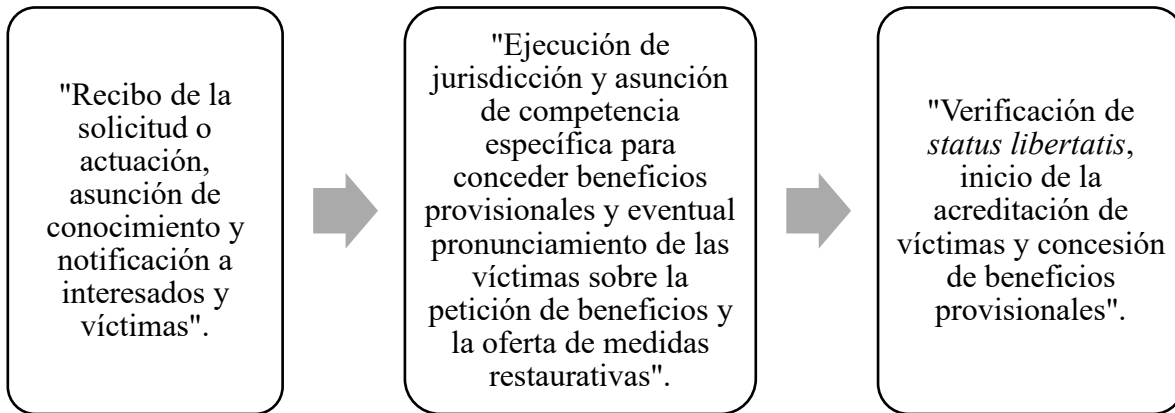 "Recibo de la
solicitud o
actuación,
asunción de
conocimiento y
notificación a
interesados y
víctimas".
"Ejecución de
jurisdicción y asunción
de competencia
específica para
conceder beneficios
provisionales y eventual
pronunciamiento de las
víctimas sobre la
petición de beneficios y
la oferta de medidas
restaurativas".
"Verificación de
status libertatis,
inicio de la
acreditación de
víctimas y concesión
de beneficios
provisionales".